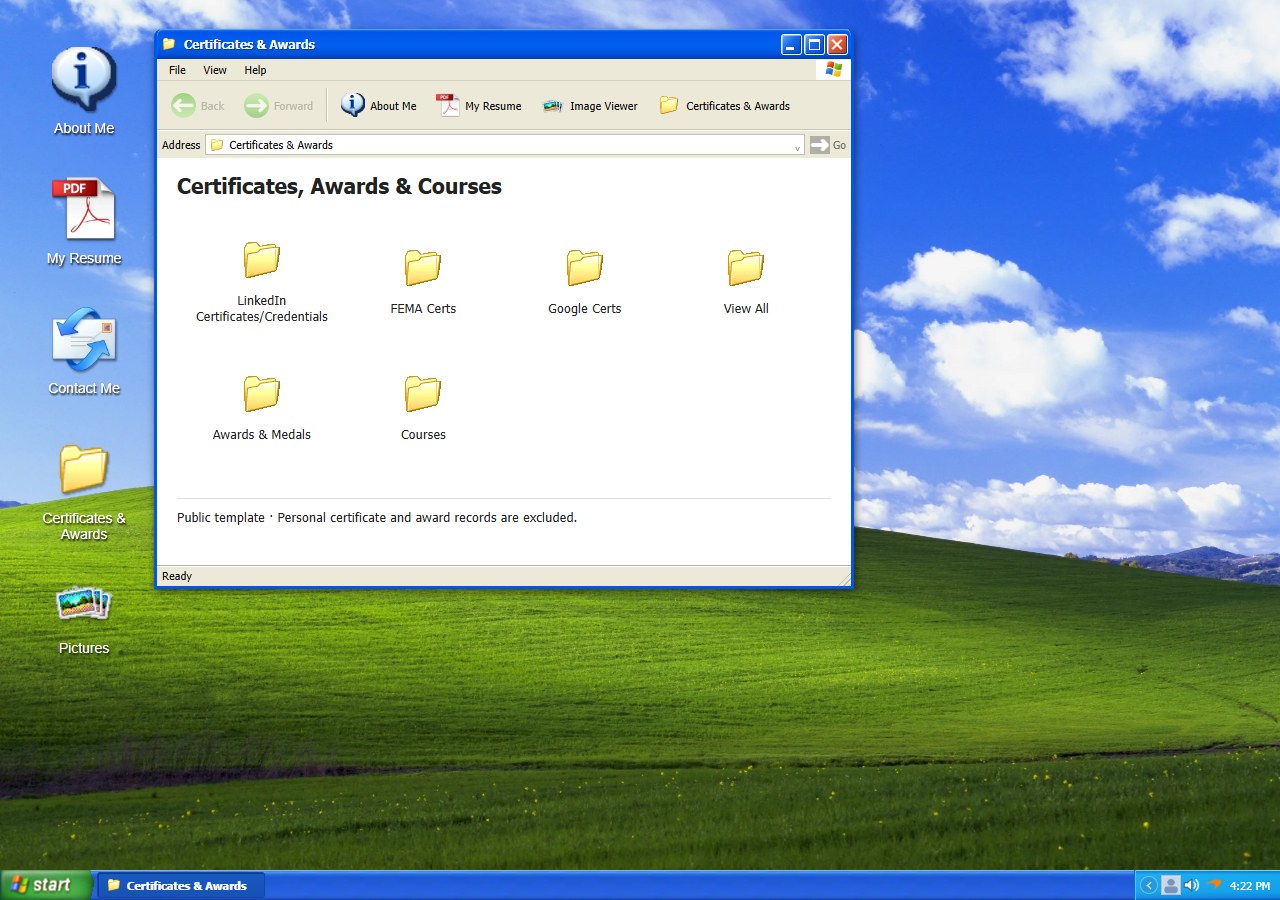 Certificates & Awards
File View Help
Back Forward About Me My Resume Image Viewer Certificates & Awards
Address Certificates & Awards Go
Certificates, Awards & Courses
LinkedIn
Certificates/Credentials
FEMA Certs
Google Certs
View All
Awards & Medals
Courses
Public template · Personal certificate and award records are excluded.
Ready
About Me
PDF
My Resume
Contact Me
Certificates &
Awards
Pictures
start
Certificates & Awards
4:22 PM